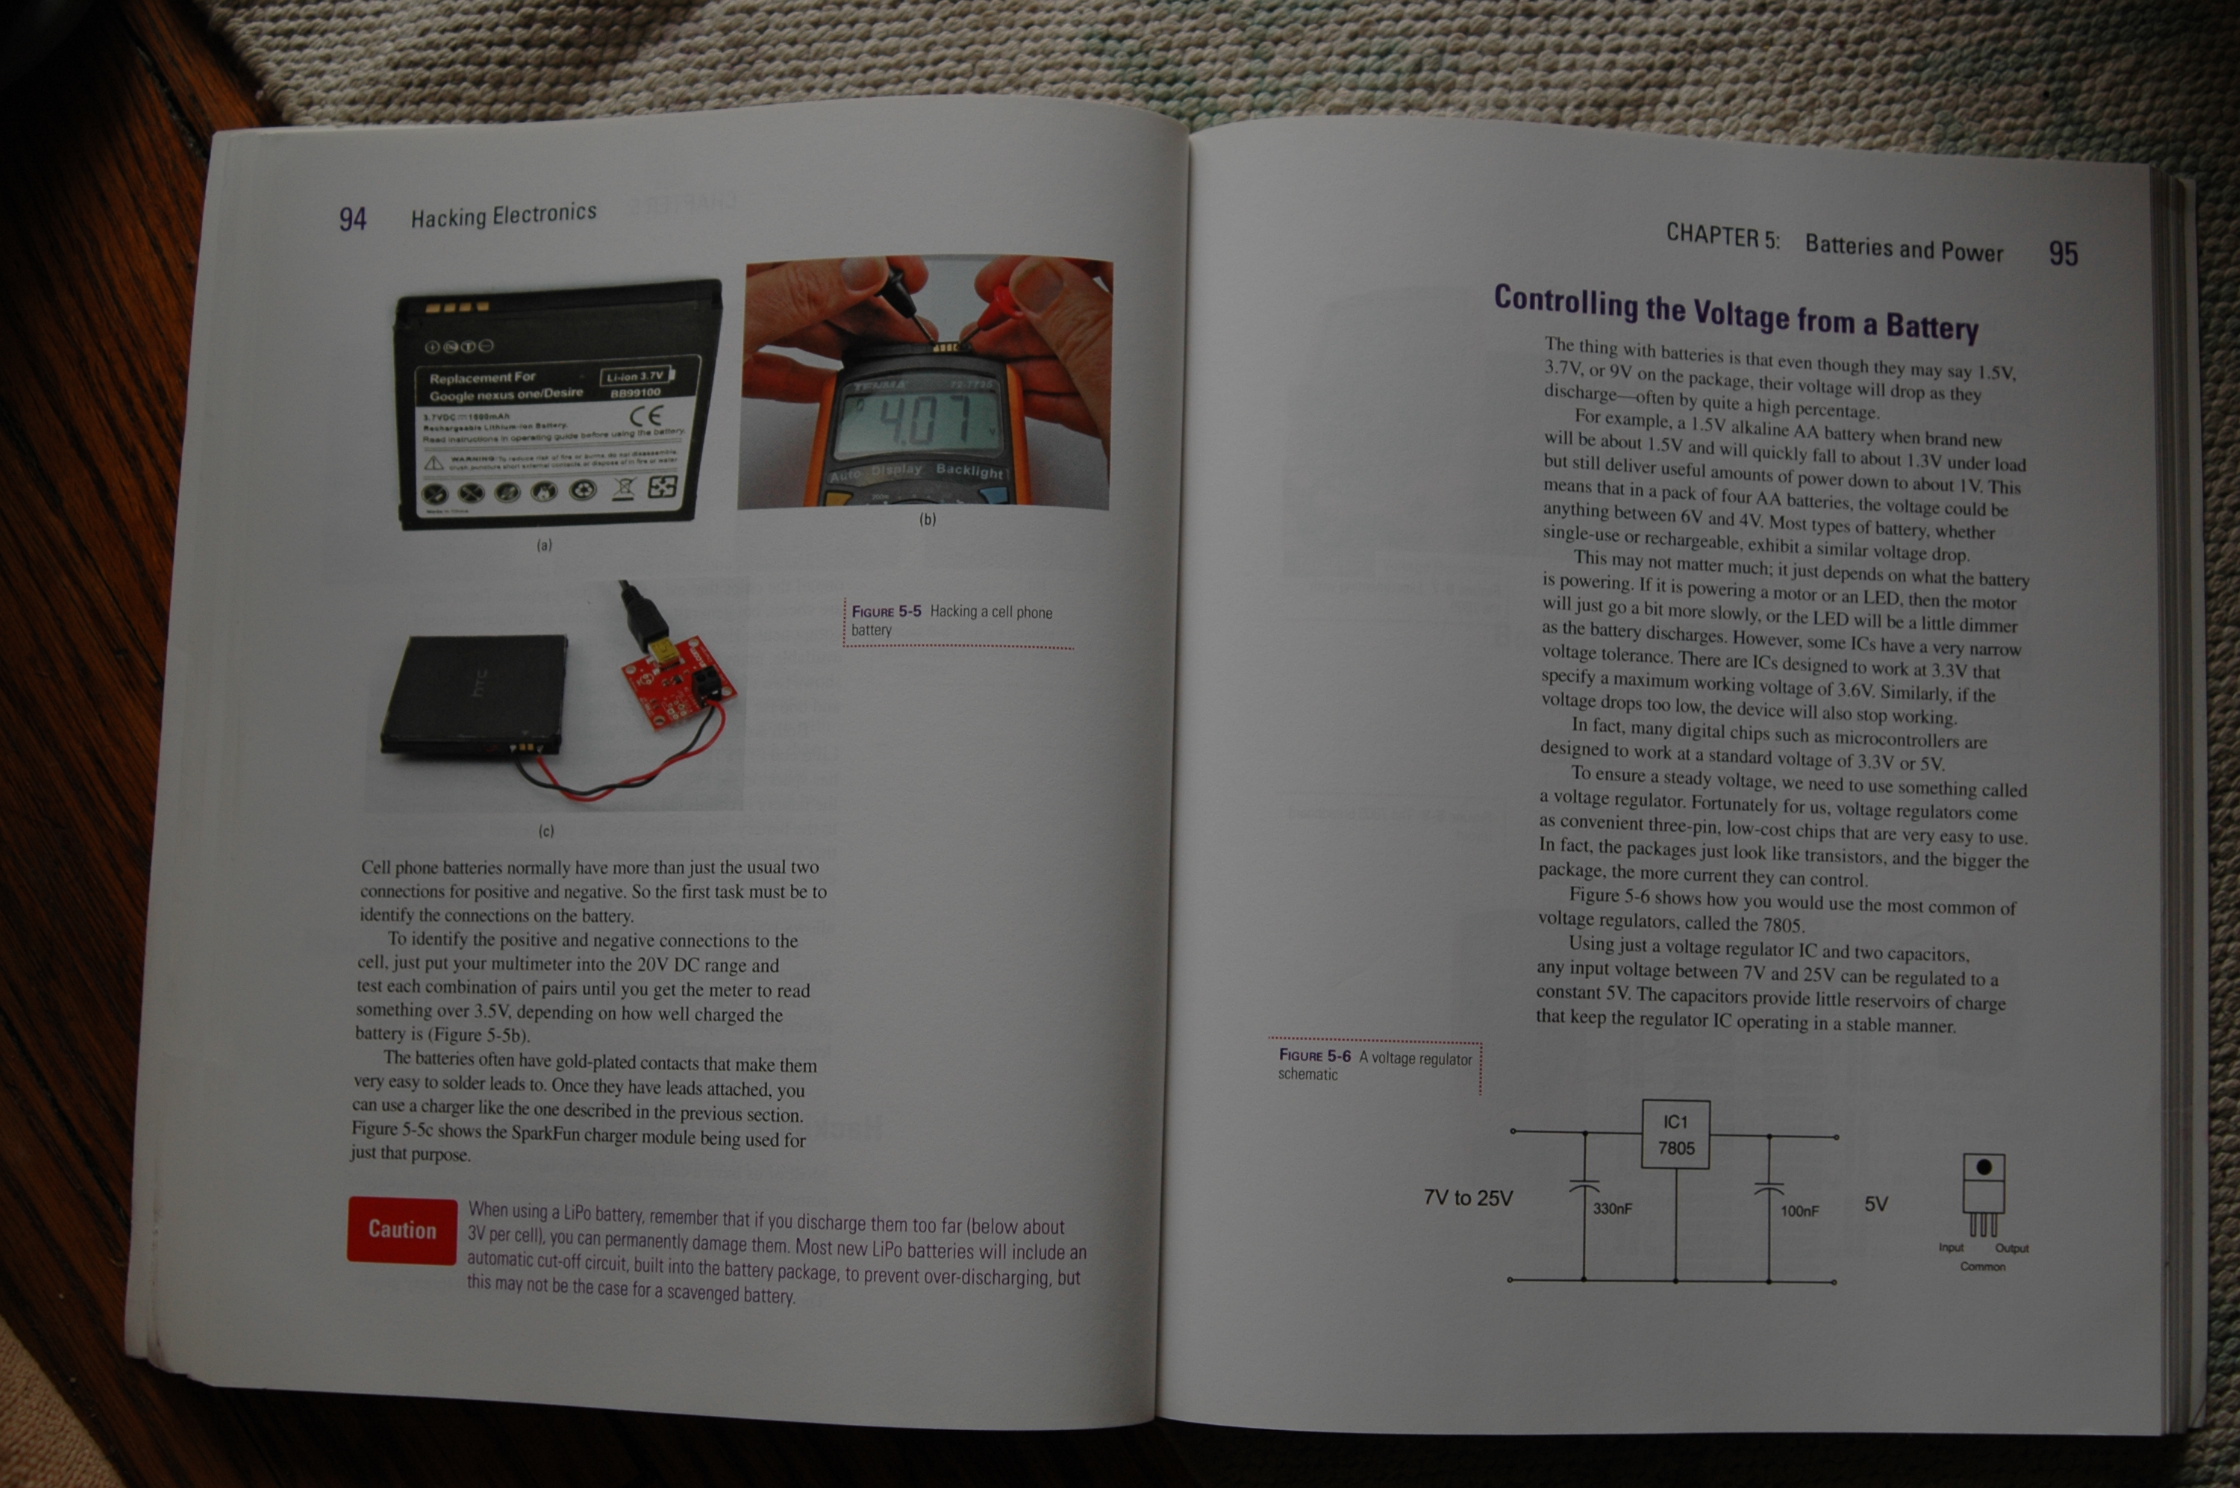 94 Hacking Electronics
Replacement For
Google nexus one/Desire
Li-ion 3.7V
BB99100
3.7VDC 1800mAh
Rechargeable Lithium-ion Battery.
Read instructions in operating guide before using the battery.
CE
TENMA 72-7725
4.07
Auto Display Backlight
(a)
(b)
htc
(c)
FIGURE 5-5 Hacking a cell phone
battery
Cell phone batteries normally have more than just the usual two
connections for positive and negative. So the first task must be to
identify the connections on the battery.
To identify the positive and negative connections to the
cell, just put your multimeter into the 20V DC range and
test each combination of pairs until you get the meter to read
something over 3.5V, depending on how well charged the
battery is (Figure 5-5b).
The batteries often have gold-plated contacts that make them
very easy to solder leads to. Once they have leads attached, you
can use a charger like the one described in the previous section.
Figure 5-5c shows the SparkFun charger module being used for
just that purpose.
Caution
When using a LiPo battery, remember that if you discharge them too far (below about
3V per cell), you can permanently damage them. Most new LiPo batteries will include an
automatic cut-off circuit, built into the battery package, to prevent over-discharging, but
this may not be the case for a scavenged battery.
CHAPTER 5: Batteries and Power 95
Controlling the Voltage from a Battery
The thing with batteries is that even though they may say 1.5V,
3.7V, or 9V on the package, their voltage will drop as they
discharge—often by quite a high percentage.
For example, a 1.5V alkaline AA battery when brand new
will be about 1.5V and will quickly fall to about 1.3V under load
but still deliver useful amounts of power down to about 1V. This
means that in a pack of four AA batteries, the voltage could be
anything between 6V and 4V. Most types of battery, whether
single-use or rechargeable, exhibit a similar voltage drop.
This may not matter much; it just depends on what the battery
is powering. If it is powering a motor or an LED, then the motor
will just go a bit more slowly, or the LED will be a little dimmer
as the battery discharges. However, some ICs have a very narrow
voltage tolerance. There are ICs designed to work at 3.3V that
specify a maximum working voltage of 3.6V. Similarly, if the
voltage drops too low, the device will also stop working.
In fact, many digital chips such as microcontrollers are
designed to work at a standard voltage of 3.3V or 5V.
To ensure a steady voltage, we need to use something called
a voltage regulator. Fortunately for us, voltage regulators come
as convenient three-pin, low-cost chips that are very easy to use.
In fact, the packages just look like transistors, and the bigger the
package, the more current they can control.
Figure 5-6 shows how you would use the most common of
voltage regulators, called the 7805.
Using just a voltage regulator IC and two capacitors,
any input voltage between 7V and 25V can be regulated to a
constant 5V. The capacitors provide little reservoirs of charge
that keep the regulator IC operating in a stable manner.
FIGURE 5-6 A voltage regulator
schematic
IC1
7805
7V to 25V
330nF
100nF
5V
Input Output
Common